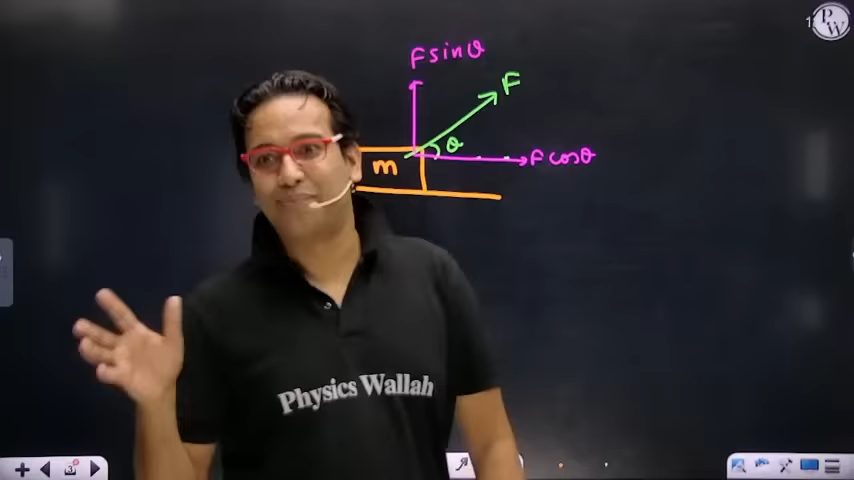 F sinθ
F
θ
F cosθ
m
PW
Physics Wallah